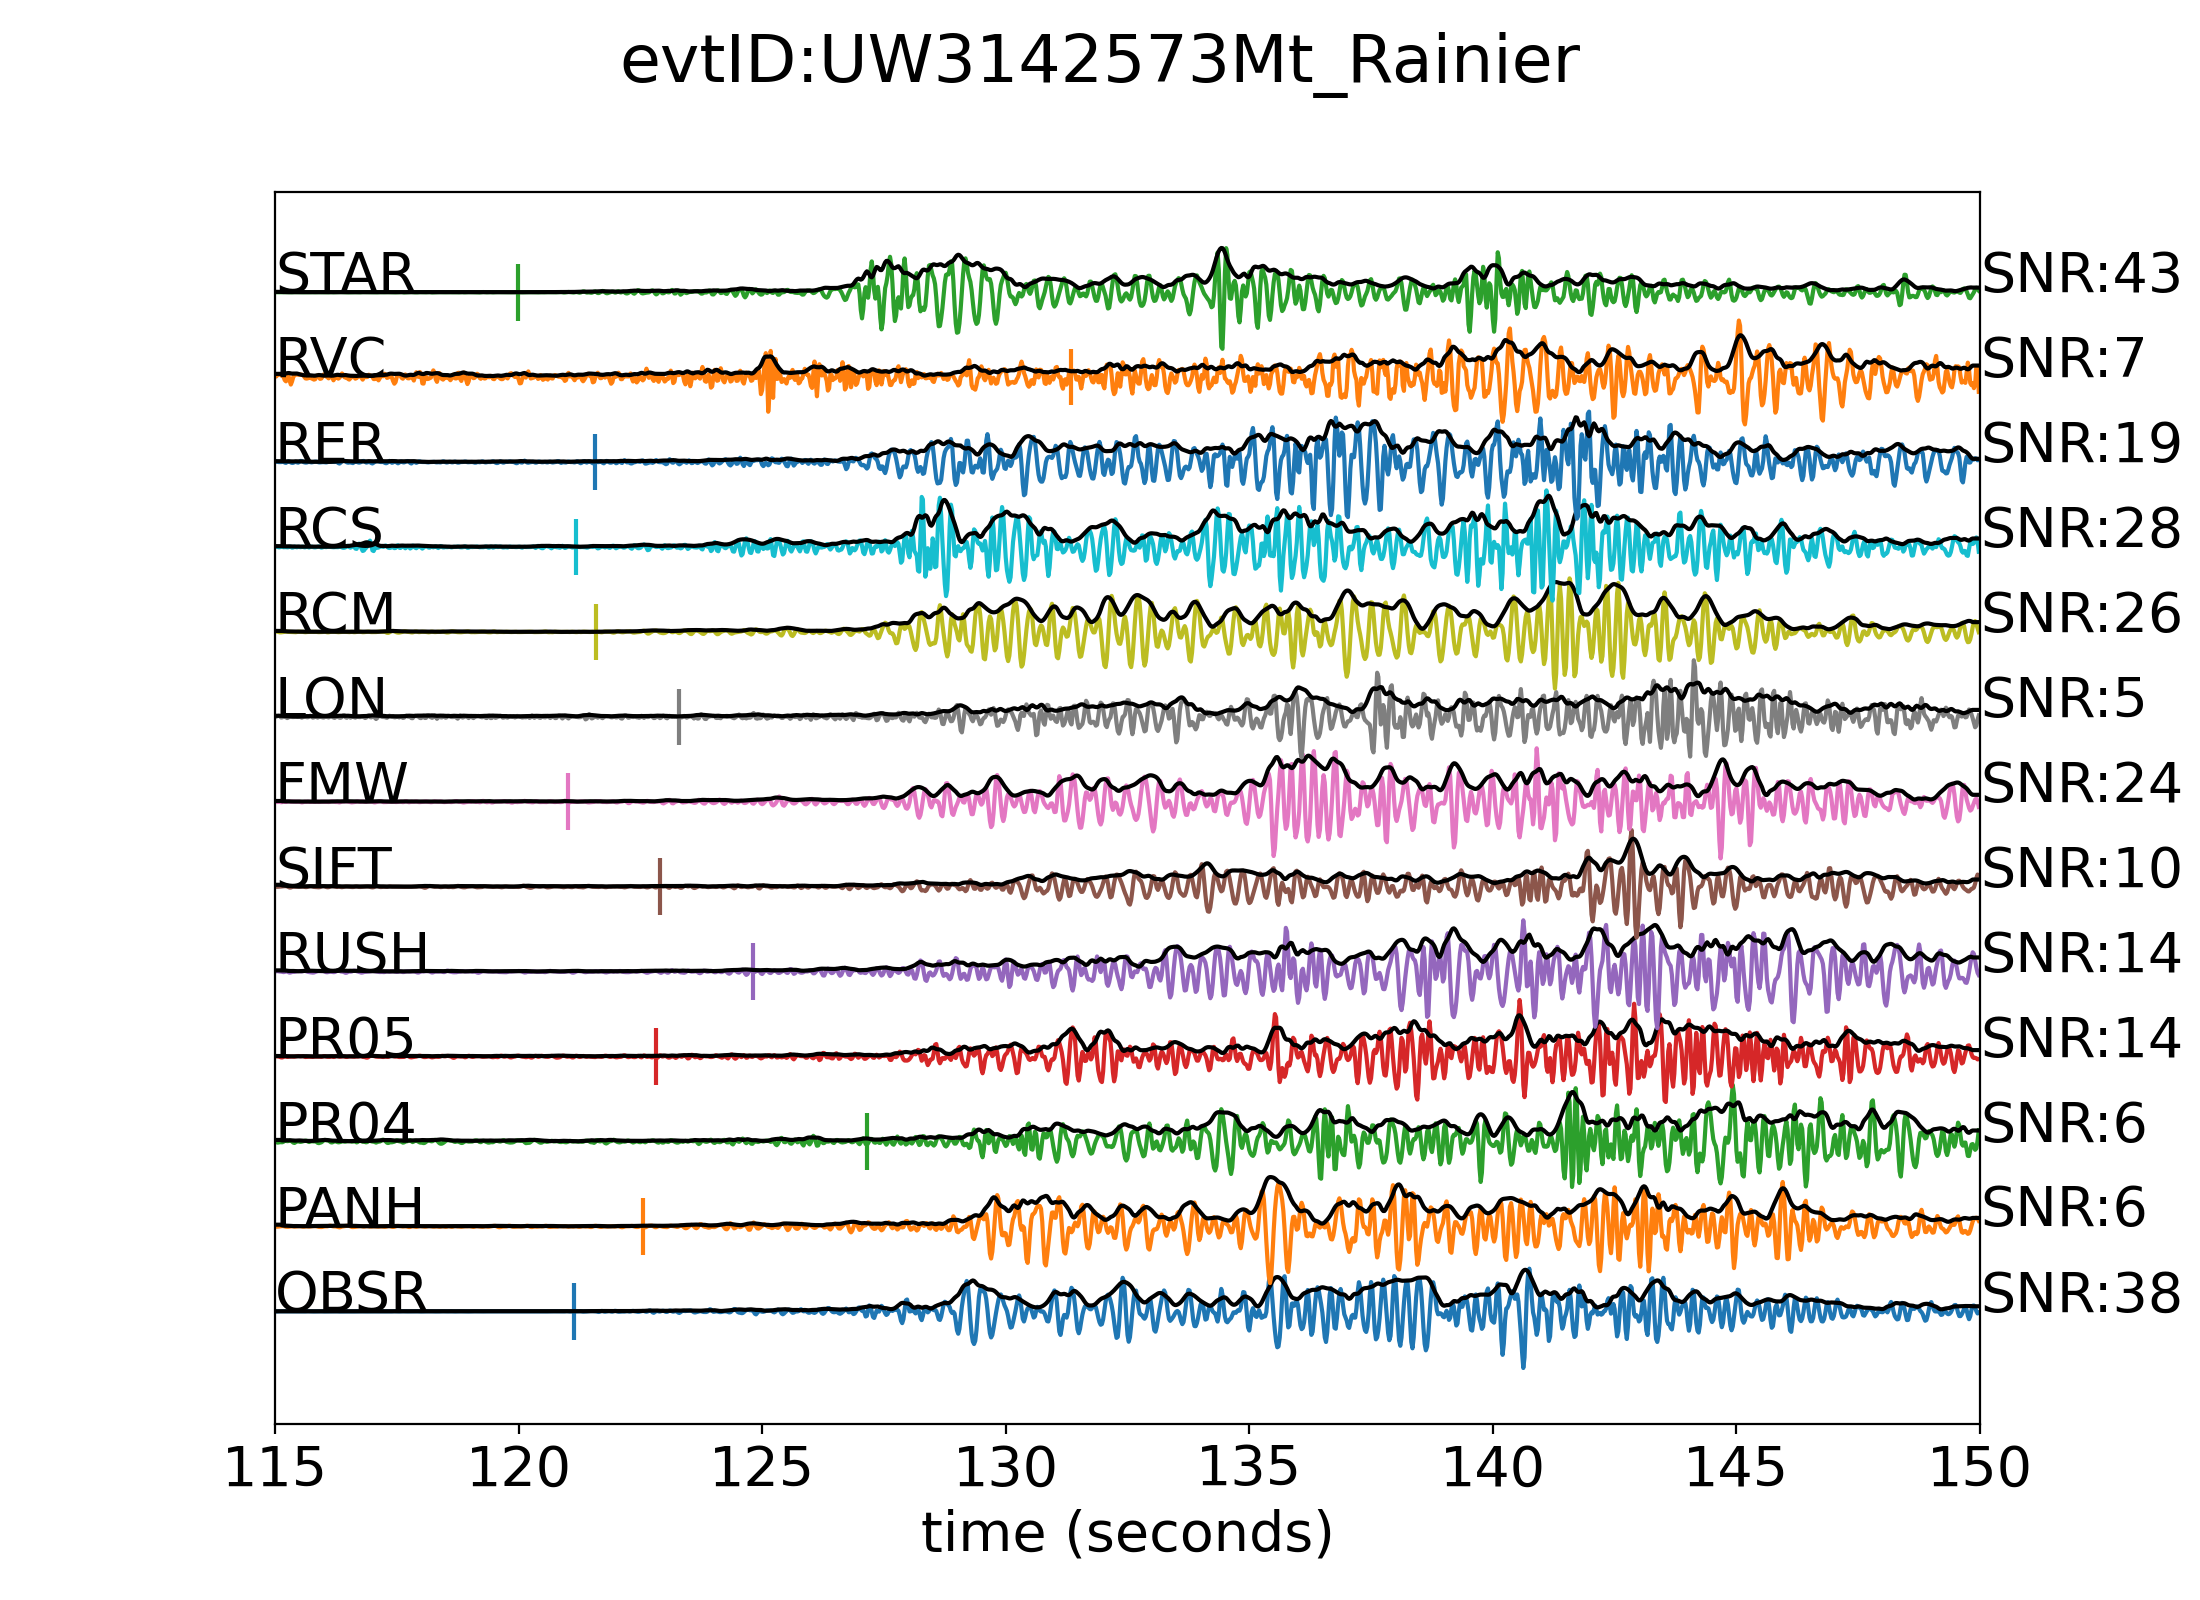 evtID:UW3142573Mt_Rainier
STAR SNR:43
RVC SNR:7
RER SNR:19
RCS SNR:28
RCM SNR:26
LON SNR:5
FMW SNR:24
SIFT SNR:10
RUSH SNR:14
PR05 SNR:14
PR04 SNR:6
PANH SNR:6
OBSR SNR:38
115 120 125 130 135 140 145 150
time (seconds)